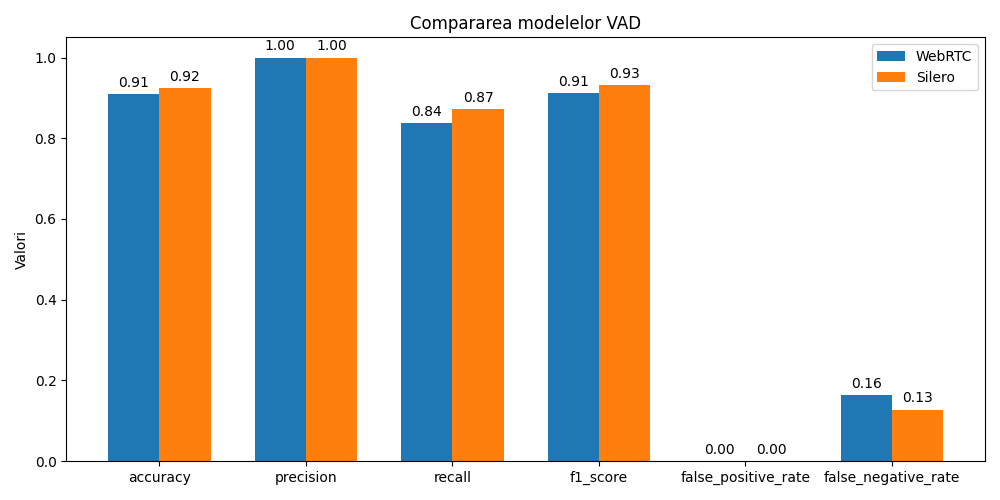 Compararea modelelor VAD
WebRTC
Silero
Valori
1.0
0.8
0.6
0.4
0.2
0.0
0.91
0.92
1.00
1.00
0.84
0.87
0.91
0.93
0.00
0.00
0.16
0.13
accuracy
precision
recall
f1_score
false_positive_rate
false_negative_rate